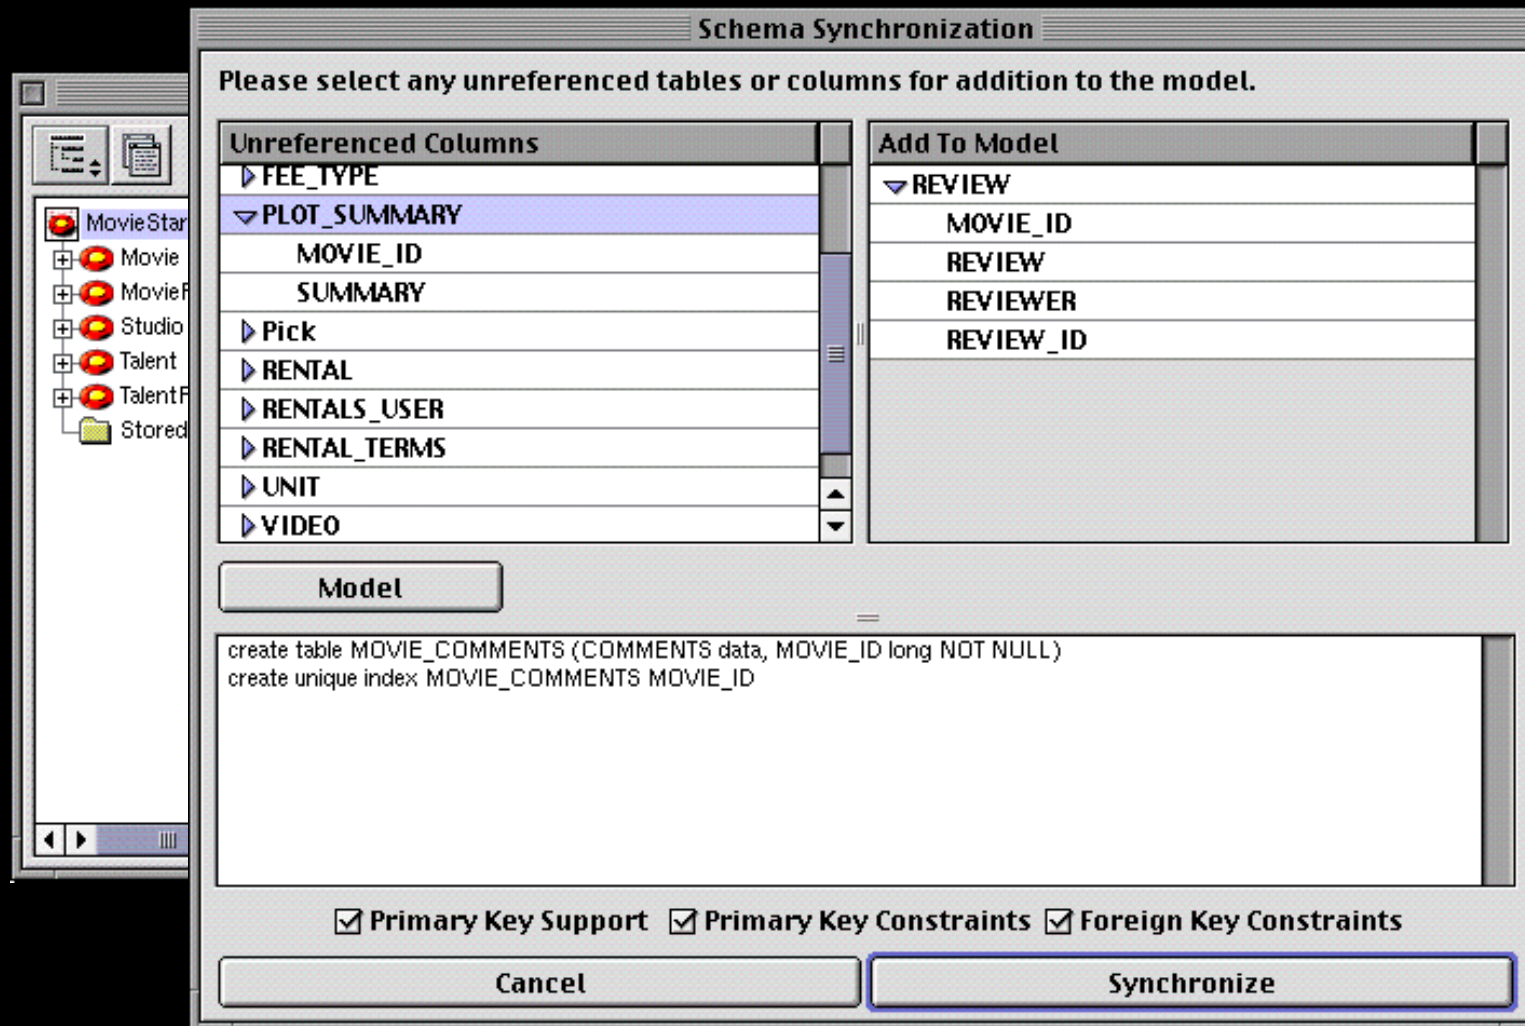 Schema Synchronization
Please select any unreferenced tables or columns for addition to the model.
Unreferenced Columns
FEE_TYPE
PLOT_SUMMARY
MOVIE_ID
SUMMARY
Pick
RENTAL
RENTALS_USER
RENTAL_TERMS
UNIT
VIDEO
Add To Model
REVIEW
MOVIE_ID
REVIEW
REVIEWER
REVIEW_ID
MovieStar
Movie
MovieR
Studio
Talent
TalentR
Stored
Model
create table MOVIE_COMMENTS (COMMENTS data, MOVIE_ID long NOT NULL)
create unique index MOVIE_COMMENTS MOVIE_ID
Primary Key Support Primary Key Constraints Foreign Key Constraints
Cancel Synchronize